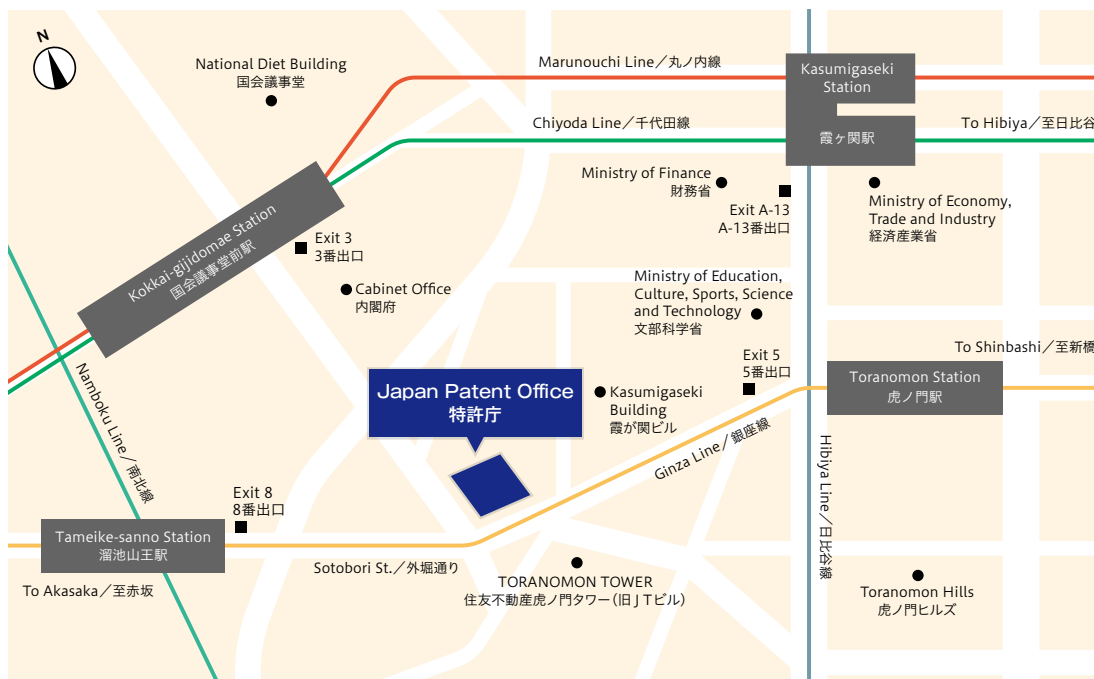 N
National Diet Building
国会議事堂
Marunouchi Line／丸ノ内線
Kasumigaseki
Station
霞ヶ関駅
Chiyoda Line／千代田線
To Hibiya／至日比谷
Ministry of Finance
財務省
Exit A-13
A-13番出口
Ministry of Economy,
Trade and Industry
経済産業省
Kokkai-gijidomae Station
国会議事堂前駅
Exit 3
3番出口
Cabinet Office
内閣府
Ministry of Education,
Culture, Sports, Science
and Technology
文部科学省
To Shinbashi／至新橋
Exit 5
5番出口
Toranomon Station
虎ノ門駅
Japan Patent Office
特許庁
Kasumigaseki
Building
霞が関ビル
Namboku Line／南北線
Ginza Line／銀座線
Hibiya Line／日比谷線
Exit 8
8番出口
Tameike-sanno Station
溜池山王駅
To Akasaka／至赤坂
Sotobori St.／外堀通り
TORANOMON TOWER
住友不動産虎ノ門タワー（旧ＪＴビル）
Toranomon Hills
虎ノ門ヒルズ